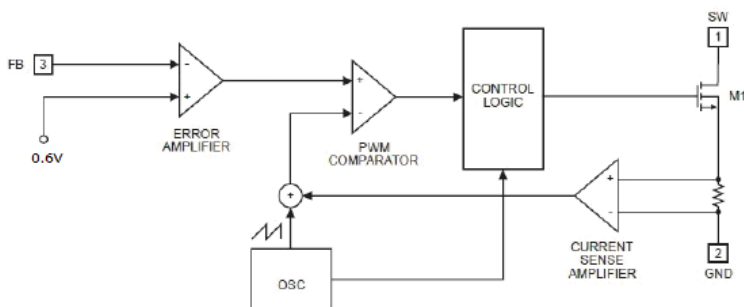 SW
1
FB 3
-
+
0.6V
ERROR
AMPLIFIER
+
-
PWM
COMPARATOR
CONTROL
LOGIC
M1
+
OSC
+
-
CURRENT
SENSE
AMPLIFIER
2
GND